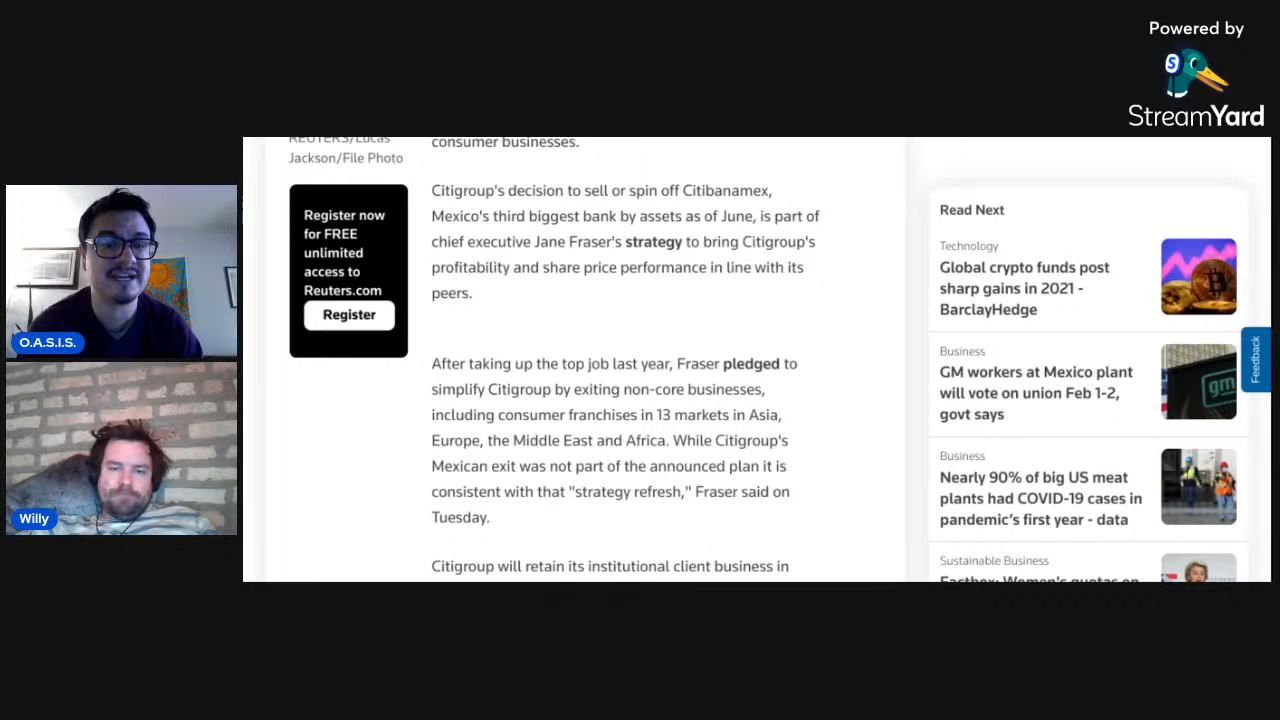 Powered by
StreamYard
REUTERS/Lucas
Jackson/File Photo
Register now
for FREE
unlimited
access to
Reuters.com
Register
consumer businesses.
Citigroup's decision to sell or spin off Citibanamex,
Mexico's third biggest bank by assets as of June, is part of
chief executive Jane Fraser's strategy to bring Citigroup's
profitability and share price performance in line with its
peers.
After taking up the top job last year, Fraser pledged to
simplify Citigroup by exiting non-core businesses,
including consumer franchises in 13 markets in Asia,
Europe, the Middle East and Africa. While Citigroup's
Mexican exit was not part of the announced plan it is
consistent with that "strategy refresh," Fraser said on
Tuesday.
Citigroup will retain its institutional client business in
Read Next
Technology
Global crypto funds post
sharp gains in 2021 -
BarclayHedge
Business
GM workers at Mexico plant
will vote on union Feb 1-2,
govt says
gm
Business
Nearly 90% of big US meat
plants had COVID-19 cases in
pandemic's first year - data
Sustainable Business
Factbox: Women's quotas on
Feedback
O.A.S.I.S.
Willy